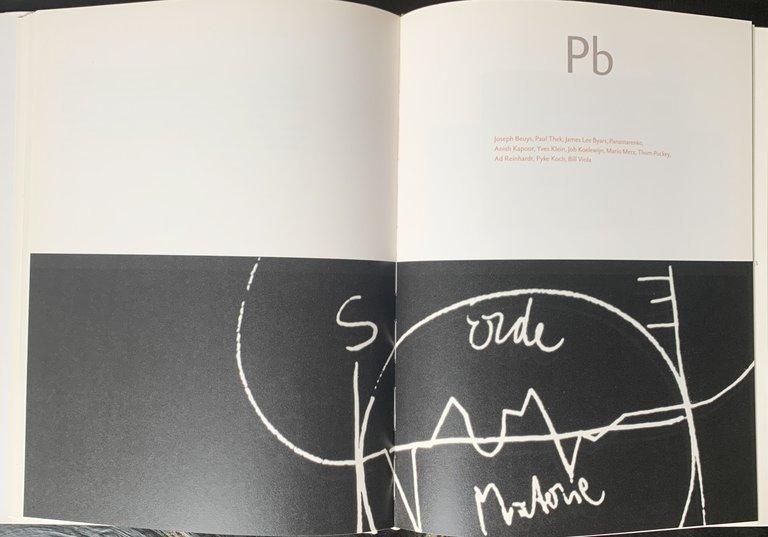 Pb
Joseph Beuys, Paul Thek, James Lee Byars, Panamarenko,
Anish Kapoor, Yves Klein, Job Koelewijn, Mario Merz, Thom Puckey,
Ad Reinhardt, Pyke Koch, Bill Viola
S
orde
E
Materie